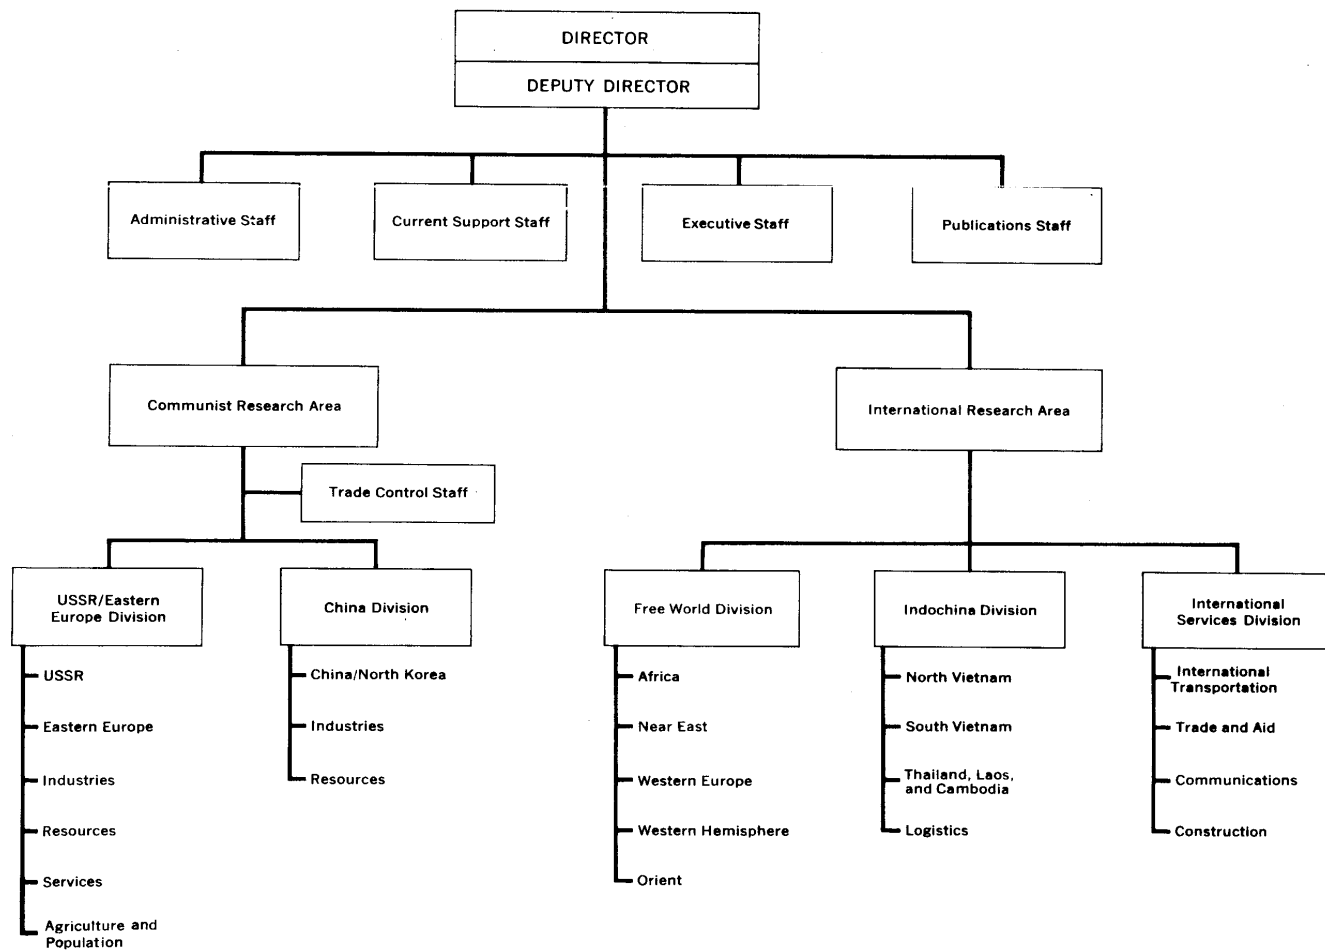 DIRECTOR
DEPUTY DIRECTOR
Administrative Staff
Current Support Staff
Executive Staff
Publications Staff
Communist Research Area
International Research Area
Trade Control Staff
USSR/Eastern
Europe Division
China Division
Free World Division
Indochina Division
International
Services Division
USSR
Eastern Europe
Industries
Resources
Services
Agriculture and
Population
China/North Korea
Industries
Resources
Africa
Near East
Western Europe
Western Hemisphere
Orient
North Vietnam
South Vietnam
Thailand, Laos,
and Cambodia
Logistics
International
Transportation
Trade and Aid
Communications
Construction